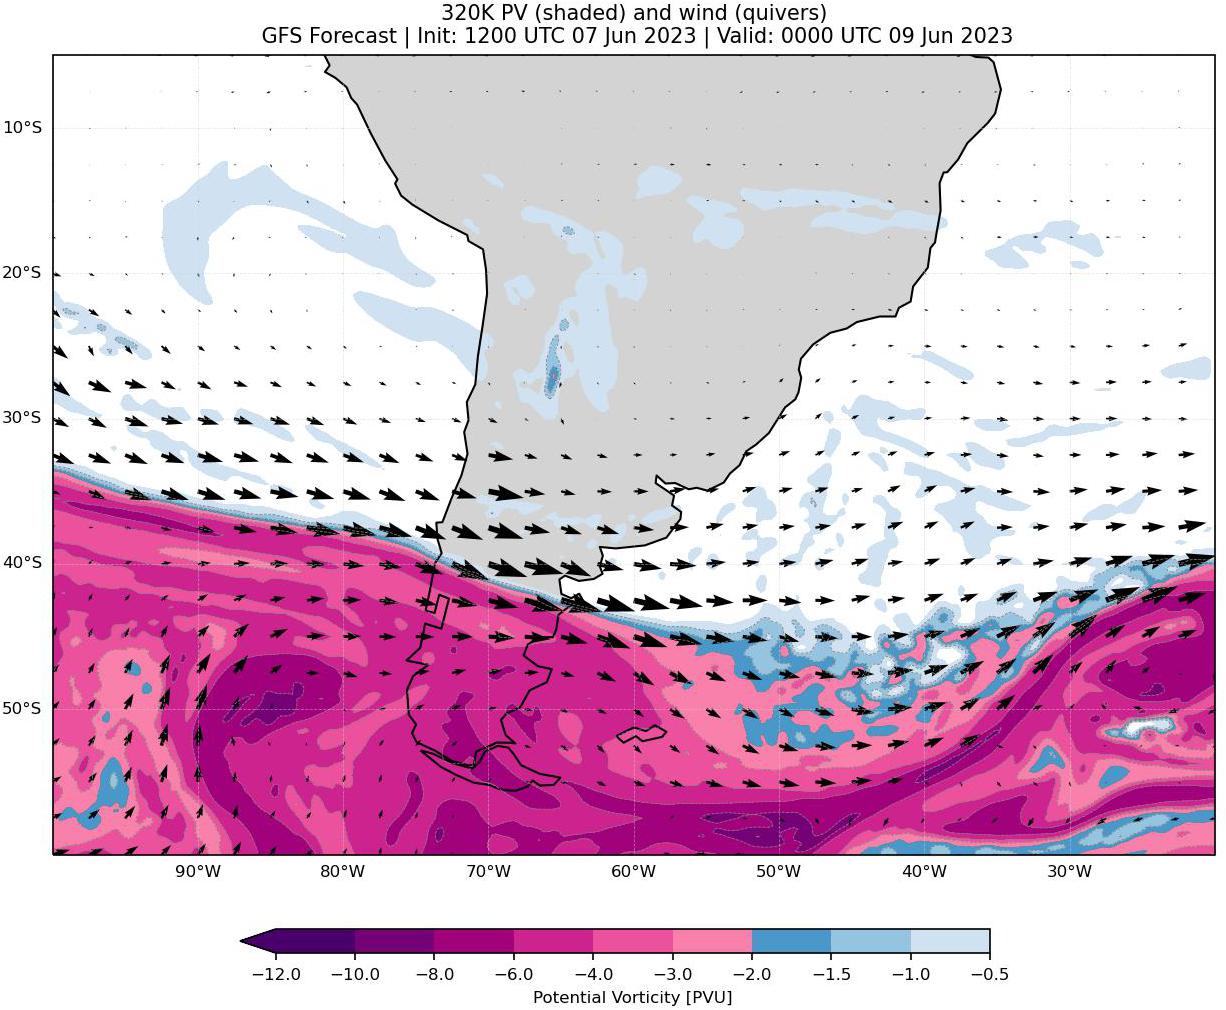 320K PV (shaded) and wind (quivers)
GFS Forecast | Init: 1200 UTC 07 Jun 2023 | Valid: 0000 UTC 09 Jun 2023
10°S
20°S
30°S
40°S
50°S
90°W 80°W 70°W 60°W 50°W 40°W 30°W
−12.0 −10.0 −8.0 −6.0 −4.0 −3.0 −2.0 −1.5 −1.0 −0.5
Potential Vorticity [PVU]